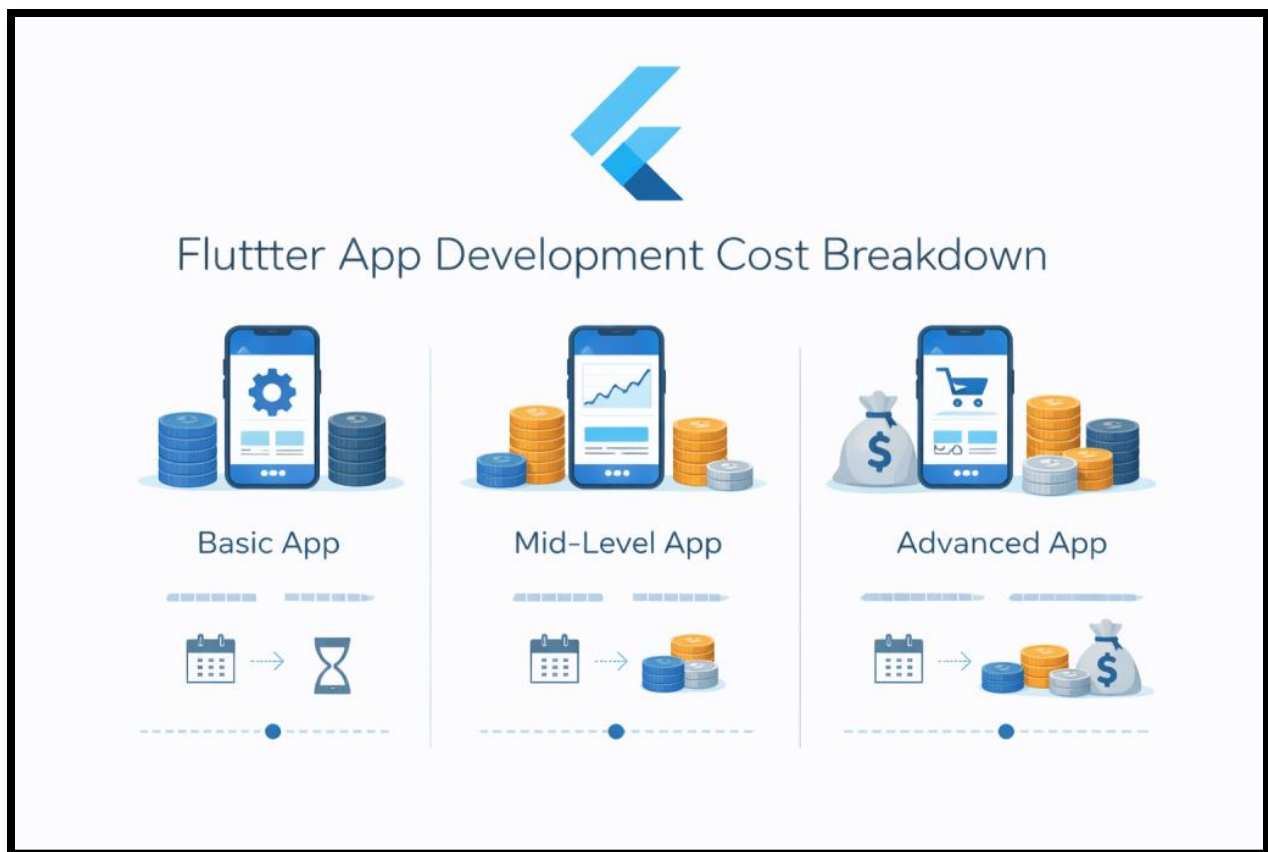 Fluttter App Development Cost Breakdown
Basic App
Mid-Level App
Advanced App
$
$